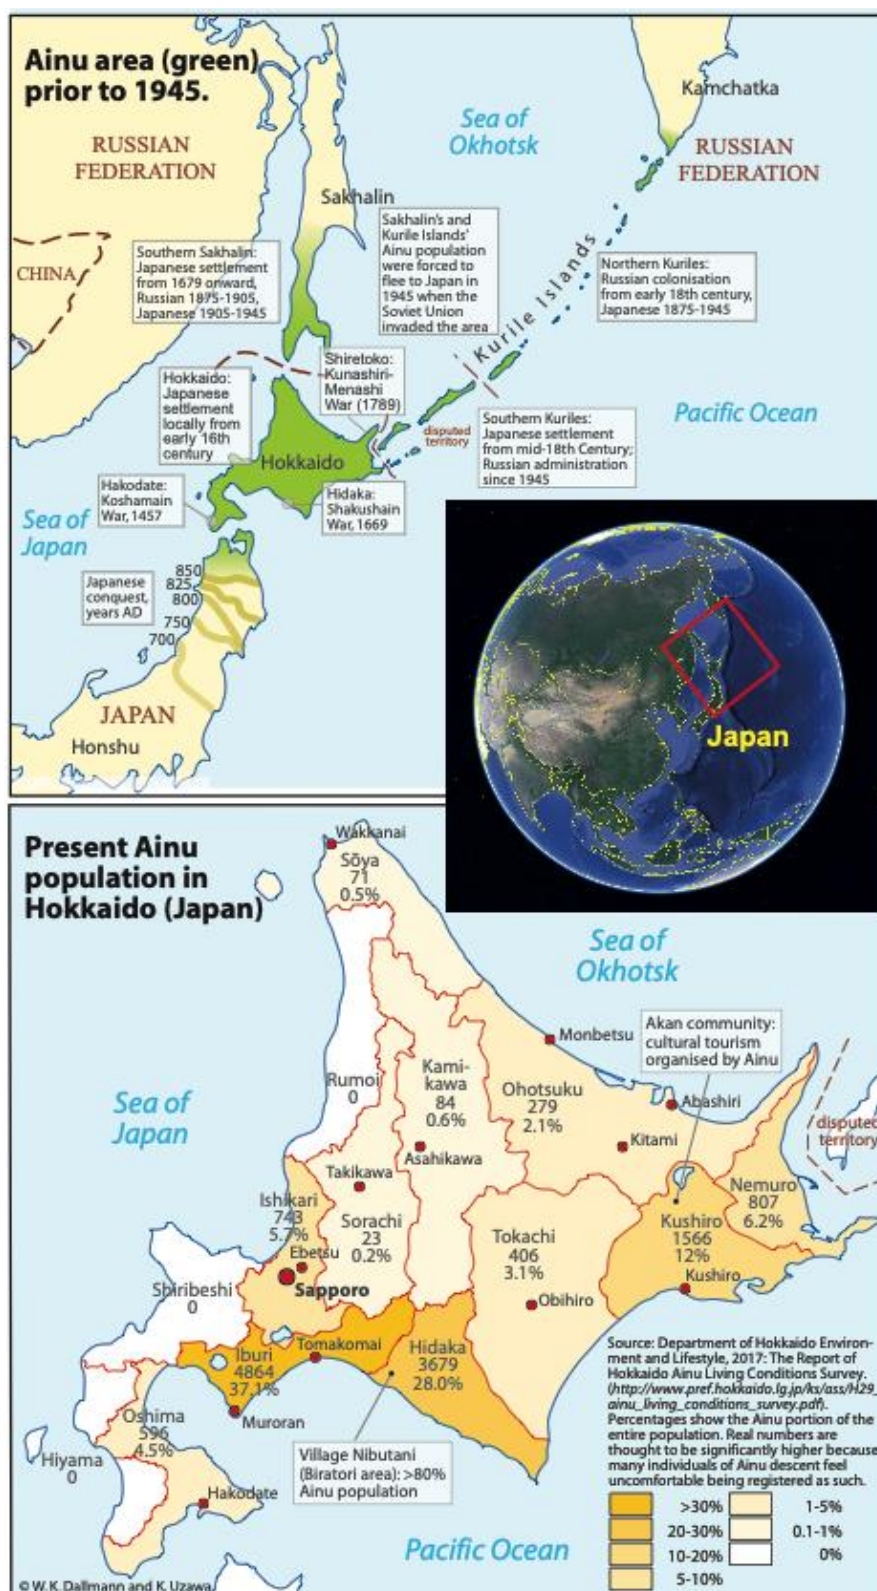 Ainu area (green)
prior to 1945.
RUSSIAN
FEDERATION
CHINA
Sea of
Okhotsk
Kamchatka
RUSSIAN
FEDERATION
Sakhalin
Southern Sakhalin:
Japanese settlement
from 1679 onward,
Russian 1875-1905,
Japanese 1905-1945
Sakhalin's and
Kurile Islands'
Ainu population
were forced to
flee to Japan in
1945 when the
Soviet Union
invaded the area
Kurile Islands
Northern Kuriles:
Russian colonisation
from early 18th century,
Japanese 1875-1945
Hokkaido:
Japanese
settlement
locally from
early 16th
century
Shiretoko:
Kunashiri-
Menashi
War (1789)
disputed
territory
Southern Kuriles:
Japanese settlement
from mid-18th Century;
Russian administration
since 1945
Pacific Ocean
Hokkaido
Hakodate:
Koshamain
War, 1457
Hidaka:
Shakushain
War, 1669
Sea of
Japan
Japanese
conquest,
years AD
850
825
800
750
700
JAPAN
Honshu
Japan
Present Ainu
population in
Hokkaido (Japan)
Wakkanai
Sōya
71
0.5%
Sea of
Okhotsk
Sea of
Japan
Rumoi
0
Kami-
kawa
84
0.6%
Asahikawa
Monbetsu
Ohotsuku
279
2.1%
Abashiri
Kitami
Akan community:
cultural tourism
organised by Ainu
disputed
territory
Nemuro
807
6.2%
Kushiro
1566
12%
Kushiro
Takikawa
Ishikari
743
5.7%
Ebetsu
Sapporo
Sorachi
23
0.2%
Tokachi
406
3.1%
Obihiro
Shiribeshi
0
Iburi
4864
37.1%
Tomakomai
Muroran
Hidaka
3679
28.0%
Oshima
596
4.5%
Hiyama
0
Hakodate
Village Nibutani
(Biratori area): >80%
Ainu population
Pacific Ocean
Source: Department of Hokkaido Environ-
ment and Lifestyle, 2017: The Report of
Hokkaido Ainu Living Conditions Survey.
(http://www.pref.hokkaido.lg.jp/ks/ass/H29_
ainu_living_conditions_survey.pdf).
Percentages show the Ainu portion of the
entire population. Real numbers are
thought to be significantly higher because
many individuals of Ainu descent feel
uncomfortable being registered as such.
>30%
20-30%
10-20%
5-10%
1-5%
0.1-1%
0%
© W. K. Dallmann and K. Uzawa